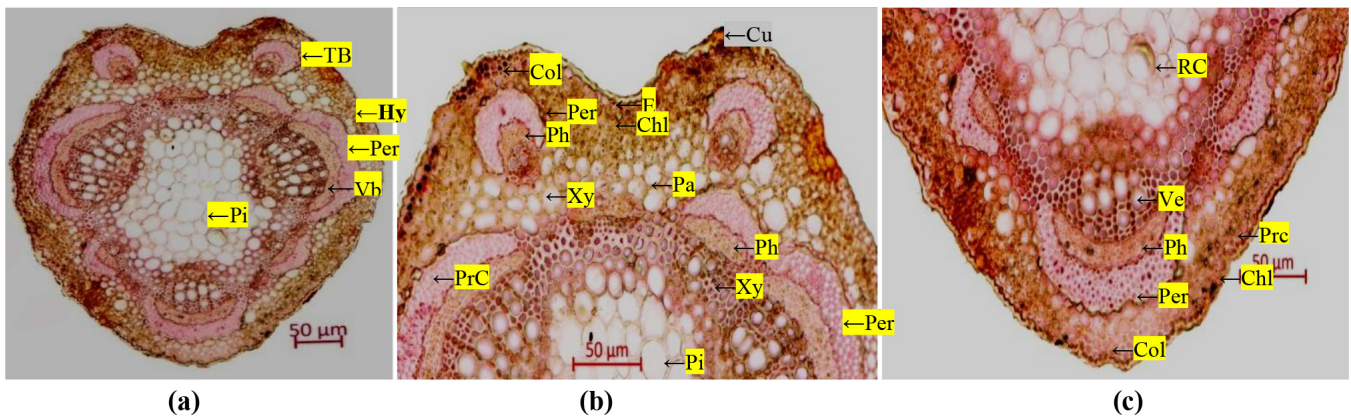 ←TB
←Hy
←Per
←Vb
←Pi
50 µm
(a)
←Cu
←Col
←E
←Per
←Chl
←Ph
←Pa
←Xy
←Ph
←PrC
←Xy
←Per
50 µm
←Pi
(b)
←RC
←Ve
←Prc
←Ph
50 µm
←Chl
←Per
←Col
(c)